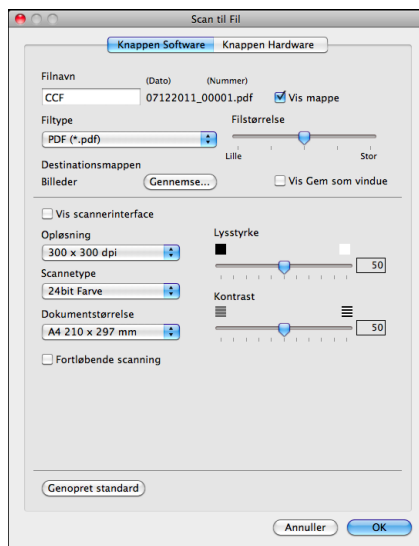 Scan til Fil
Knappen Software Knappen Hardware
Filnavn (Dato) (Nummer)
CCF 07122011_00001.pdf Vis mappe
Filtype Filstørrelse
PDF (*.pdf)
Lille Stor
Destinationsmappen
Billeder Gennemse... Vis Gem som vindue
Vis scannerinterface
Opløsning Lysstyrke
300 x 300 dpi
50
Scannetype
24bit Farve
Kontrast
Dokumentstørrelse
A4 210 x 297 mm 50
Fortløbende scanning
Genopret standard
Annuller OK